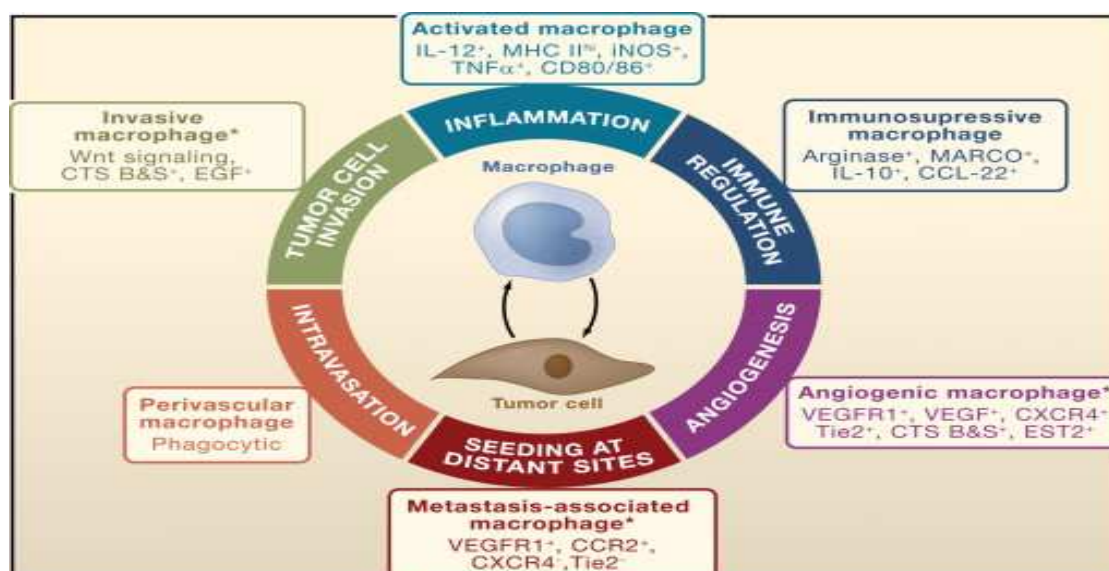 Activated macrophage
IL-12⁺, MHC IIʰⁱ, iNOS⁺,
TNFα⁺, CD80/86⁺
Invasive
macrophage*
Wnt signaling,
CTS B&S⁺, EGF⁺
Immunosupressive
macrophage
Arginase⁺, MARCO⁺,
IL-10⁺, CCL-22⁺
INFLAMMATION
TUMOR CELL
INVASION
IMMUNE
REGULATION
Macrophage
INTRAVASATION
ANGIOGENESIS
Tumor cell
Perivascular
macrophage
Phagocytic
Angiogenic macrophage*
VEGFR1⁺, VEGF⁺, CXCR4⁺
Tie2⁺, CTS B&S⁺, EST2⁺
SEEDING AT
DISTANT SITES
Metastasis-associated
macrophage*
VEGFR1⁺, CCR2⁺,
CXCR4⁻,Tie2⁻